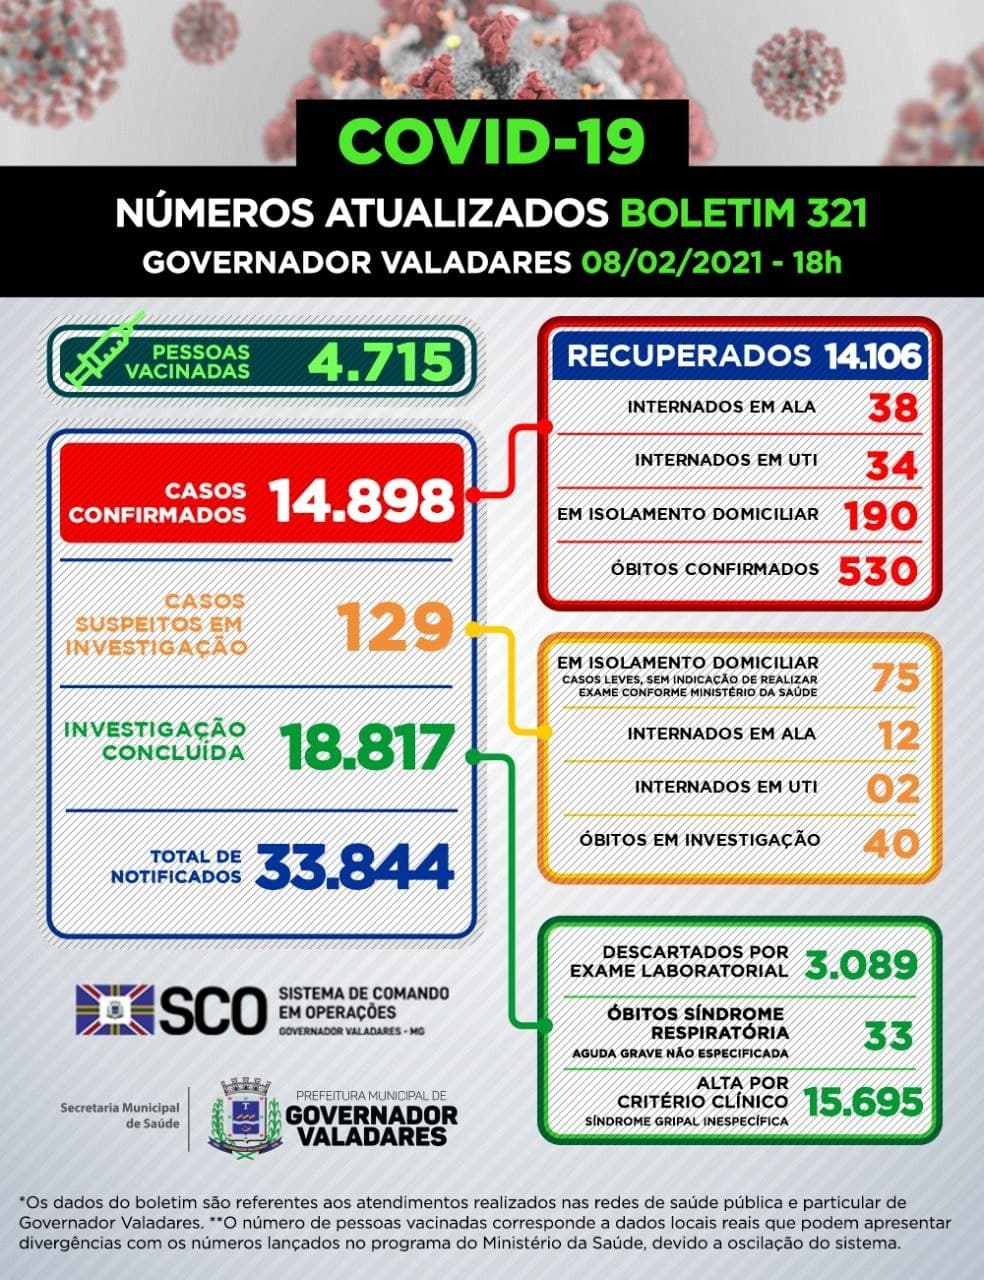 COVID-19
NÚMEROS ATUALIZADOS BOLETIM 321
GOVERNADOR VALADARES 08/02/2021 - 18h
PESSOAS
VACINADAS
4.715
CASOS
CONFIRMADOS
14.898
CASOS
SUSPEITOS EM
INVESTIGAÇÃO
129
INVESTIGAÇÃO
CONCLUÍDA
18.817
TOTAL DE
NOTIFICADOS
33.844
RECUPERADOS 14.106
INTERNADOS EM ALA 38
INTERNADOS EM UTI 34
EM ISOLAMENTO DOMICILIAR 190
ÓBITOS CONFIRMADOS 530
EM ISOLAMENTO DOMICILIAR
CASOS LEVES, SEM INDICAÇÃO DE REALIZAR
EXAME CONFORME MINISTÉRIO DA SAÚDE
75
INTERNADOS EM ALA 12
INTERNADOS EM UTI 02
ÓBITOS EM INVESTIGAÇÃO 40
DESCARTADOS POR
EXAME LABORATORIAL
3.089
ÓBITOS SÍNDROME
RESPIRATÓRIA
AGUDA GRAVE NÃO ESPECIFICADA
33
ALTA POR
CRITÉRIO CLÍNICO
SÍNDROME GRIPAL INESPECÍFICA
15.695
SCO
SISTEMA DE COMANDO
EM OPERAÇÕES
GOVERNADOR VALADARES - MG
Secretaria Municipal
de Saúde
PREFEITURA MUNICIPAL DE
GOVERNADOR
VALADARES
*Os dados do boletim são referentes aos atendimentos realizados nas redes de saúde pública e particular de
Governador Valadares. **O número de pessoas vacinadas corresponde a dados locais reais que podem apresentar
divergências com os números lançados no programa do Ministério da Saúde, devido a oscilação do sistema.